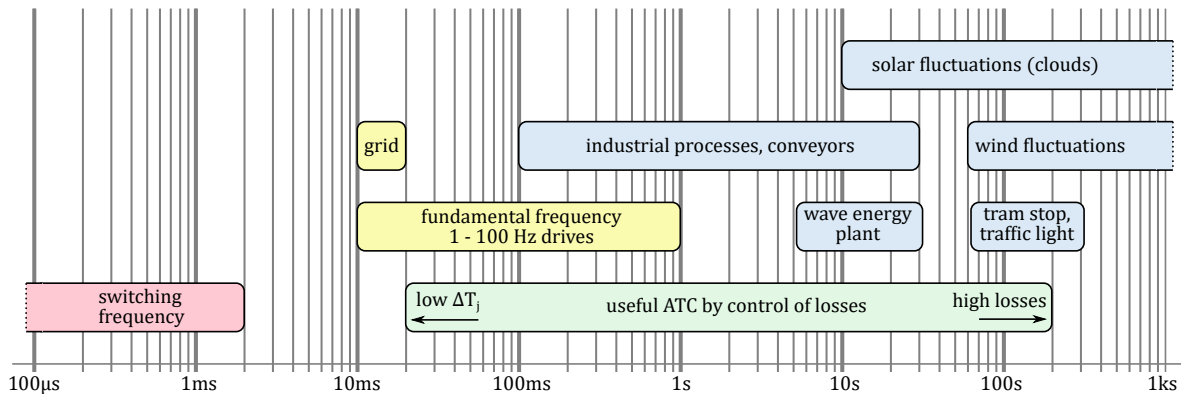 solar fluctuations (clouds)
grid
industrial processes, conveyors
wind fluctuations
fundamental frequency
1 - 100 Hz drives
wave energy
plant
tram stop,
traffic light
switching
frequency
low ΔTj
useful ATC by control of losses
high losses
100μs
1ms
10ms
100ms
1s
10s
100s
1ks